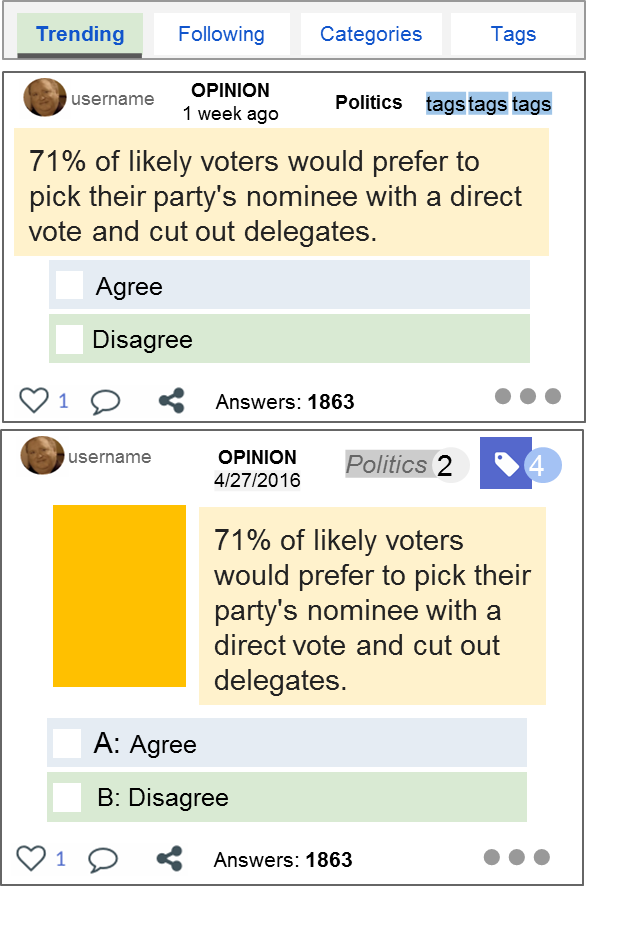 Trending Following Categories Tags
username OPINION Politics tags tags tags
1 week ago
71% of likely voters would prefer to
pick their party's nominee with a direct
vote and cut out delegates.
Agree
Disagree
1 Answers: 1863
username OPINION Politics 2 4
4/27/2016
71% of likely voters
would prefer to pick their
party's nominee with a
direct vote and cut out
delegates.
A: Agree
B: Disagree
1 Answers: 1863